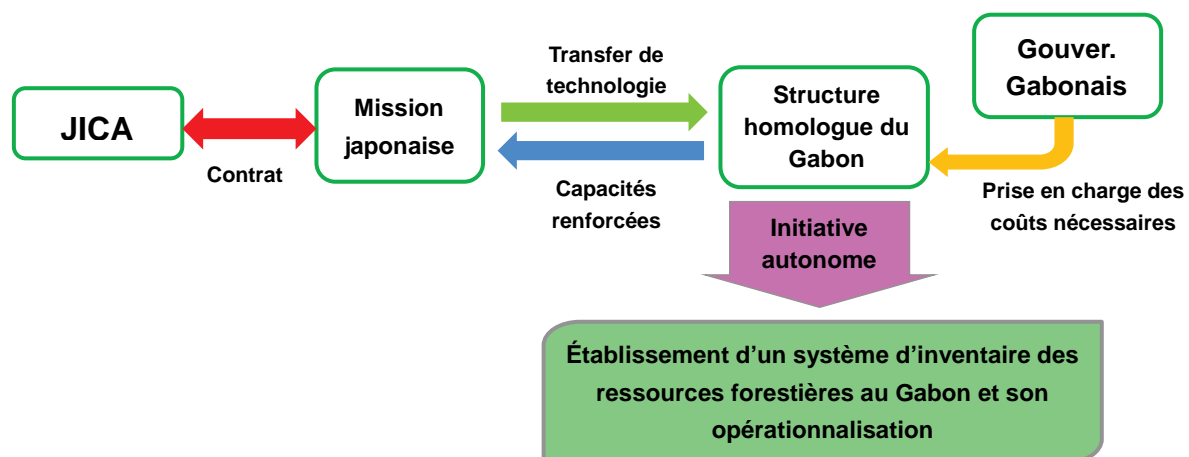 JICA
Contrat
Mission
japonaise
Transfer de
technologie
Capacités
renforcées
Structure
homologue du
Gabon
Gouver.
Gabonais
Prise en charge des
coûts nécessaires
Initiative
autonome
Établissement d’un système d’inventaire des
ressources forestières au Gabon et son
opérationnalisation